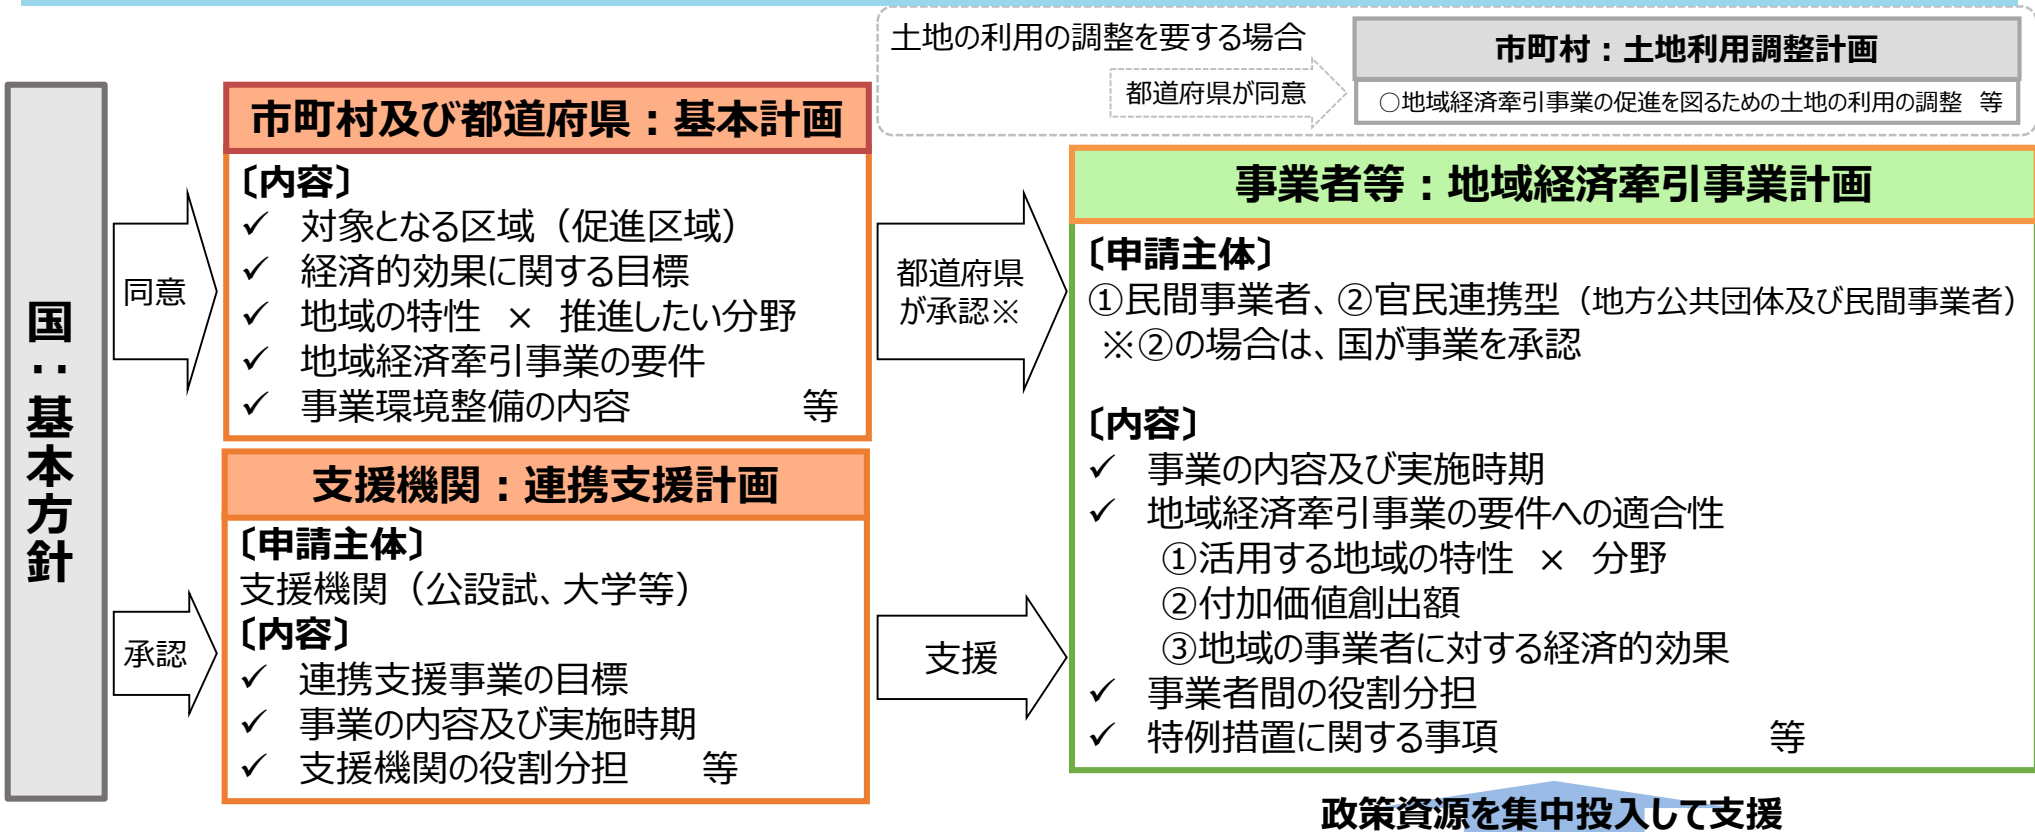 土地の利用の調整を要する場合
都道府県が同意
市町村：土地利用調整計画
○地域経済牽引事業の促進を図るための土地の利用の調整 等
国：基本方針
同意
市町村及び都道府県：基本計画
〔内容〕
✓ 対象となる区域（促進区域）
✓ 経済的効果に関する目標
✓ 地域の特性 × 推進したい分野
✓ 地域経済牽引事業の要件
✓ 事業環境整備の内容 等
承認
支援機関：連携支援計画
〔申請主体〕
支援機関（公設試、大学等）
〔内容〕
✓ 連携支援事業の目標
✓ 事業の内容及び実施時期
✓ 支援機関の役割分担 等
都道府県
が承認※
支援
事業者等：地域経済牽引事業計画
〔申請主体〕
①民間事業者、②官民連携型（地方公共団体及び民間事業者）
※②の場合は、国が事業を承認
〔内容〕
✓ 事業の内容及び実施時期
✓ 地域経済牽引事業の要件への適合性
①活用する地域の特性 × 分野
②付加価値創出額
③地域の事業者に対する経済的効果
✓ 事業者間の役割分担
✓ 特例措置に関する事項 等
政策資源を集中投入して支援